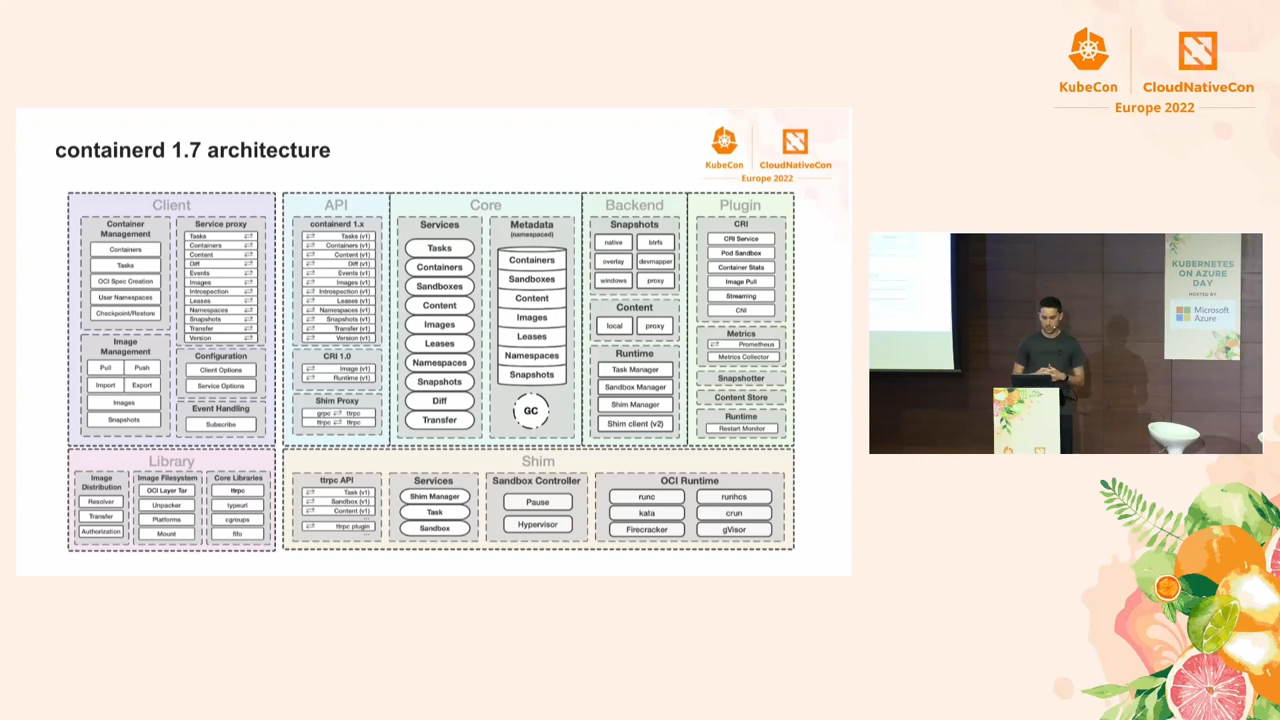 KubeCon
CloudNativeCon
Europe 2022
containerd 1.7 architecture
KubeCon
CloudNativeCon
Europe 2022
Client
Container
Management
Containers
Tasks
OCI Spec Creation
User Namespaces
Checkpoint/Restore
Image
Management
Pull
Push
Import
Export
Images
Snapshots
Service proxy
Tasks
Containers
Content
Diff
Events
Images
Introspection
Leases
Namespaces
Snapshots
Transfer
Version
Configuration
Client Options
Service Options
Event Handling
Subscribe
API
containerd 1.x
Tasks (v1)
Containers (v1)
Content (v1)
Diff (v1)
Events (v1)
Images (v1)
Introspection (v1)
Leases (v1)
Namespaces (v1)
Snapshots (v1)
Transfer (v1)
Version (v1)
CRI 1.0
Image (v1)
Runtime (v1)
Shim Proxy
grpc ttrpc
ttrpc ttrpc
Core
Services
Tasks
Containers
Sandboxes
Content
Images
Leases
Namespaces
Snapshots
Diff
Transfer
Metadata
(namespaced)
Containers
Sandboxes
Content
Images
Leases
Namespaces
Snapshots
GC
Backend
Snapshots
native
btrfs
overlay
devmapper
windows
proxy
Content
local
proxy
Runtime
Task Manager
Sandbox Manager
Shim Manager
Shim client (v2)
Plugin
CRI
CRI Service
Pod Sandbox
Container Stats
Image Pull
Streaming
CNI
Metrics
Prometheus
Metrics Collector
Snapshotter
Content Store
Runtime
Restart Monitor
Library
Image
Distribution
Resolver
Transfer
Authorization
Image Filesystem
OCI Layer Tar
Unpacker
Platforms
Mount
Core Libraries
ttrpc
typeurl
cgroups
fifo
Shim
ttrpc API
Task (v1)
Sandbox (v1)
Content (v1)
...
ttrpc plugin
...
Services
Shim Manager
Task
Sandbox
Sandbox Controller
Pause
Hypervisor
OCI Runtime
runc
runhcs
kata
crun
Firecracker
gVisor
KUBERNETES
ON AZURE
DAY
HOSTED BY
Microsoft
Azure